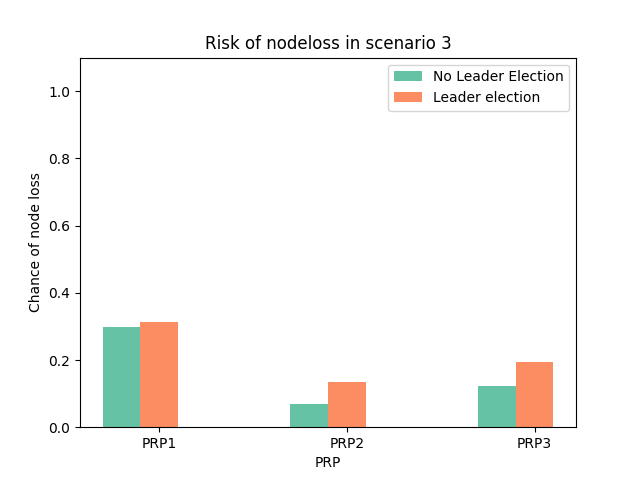 Risk of nodeloss in scenario 3
No Leader Election
Leader election
Chance of node loss
1.0
0.8
0.6
0.4
0.2
0.0
PRP1 PRP2 PRP3
PRP